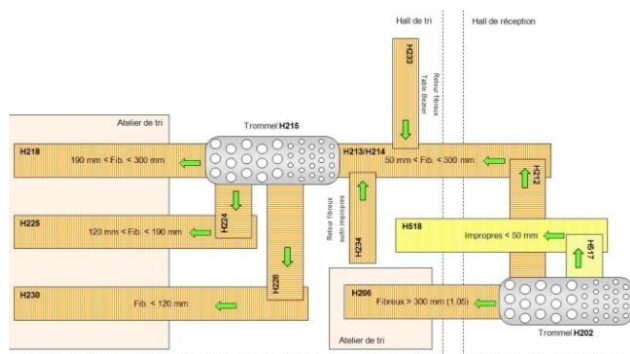 Hall de tri
Hall de réception
H233
Retour fibreux
Table Bezner
Atelier de tri
Trommel H215
H218
190 mm < Fib. < 300 mm
H213/H214
50 mm < Fib. < 300 mm
H212
H224
H225
120 mm < Fib. < 190 mm
Retour fibreux
surtri impropres
H234
H518
Impropres < 50 mm
H517
H228
H230
Fib. < 120 mm
H206
Fibreux > 300 mm (1.05)
Atelier de tri
Trommel H202